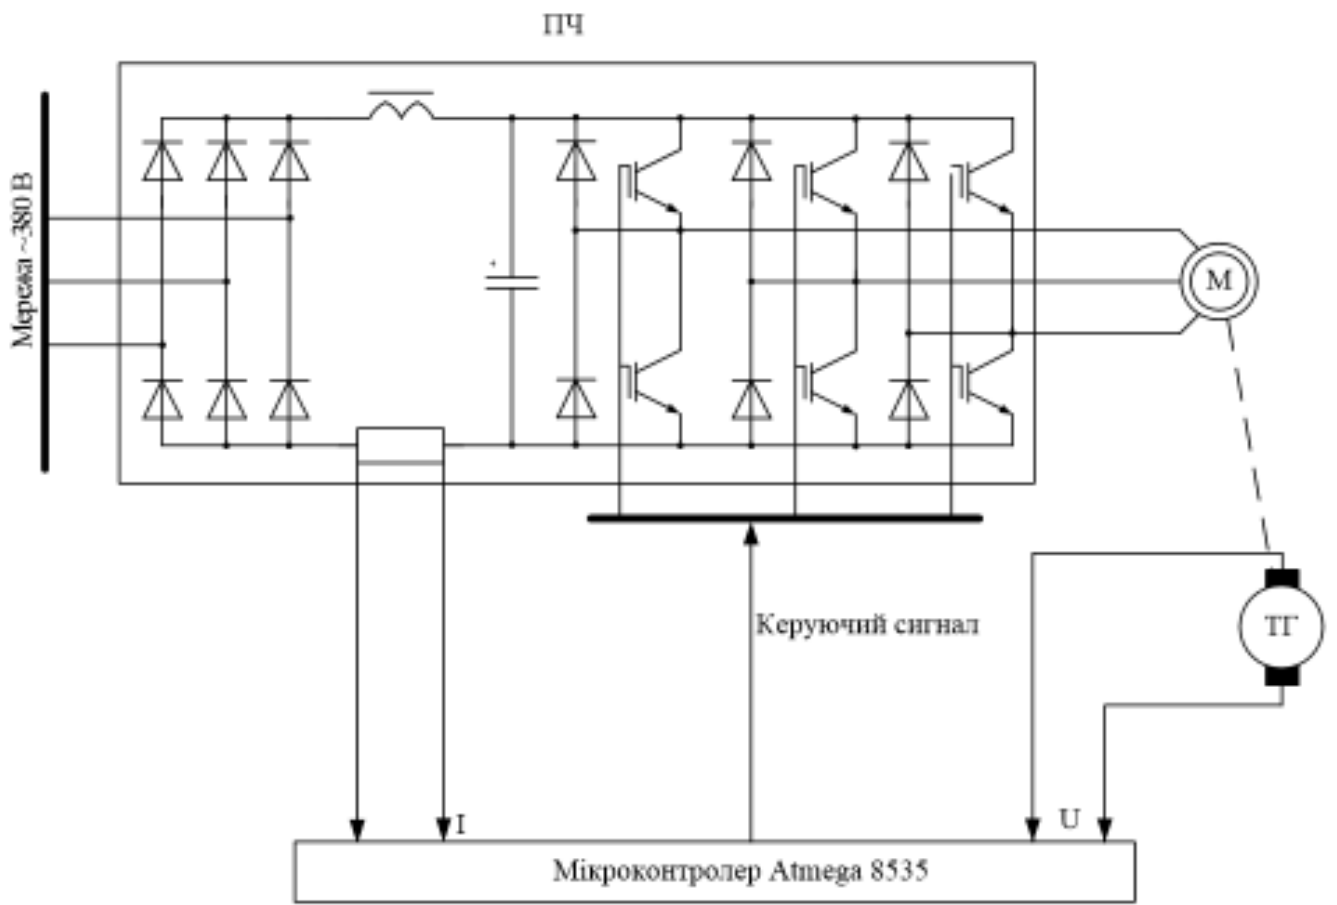 ПЧ
Мережа ~380 В
+
М
Керуючий сигнал
ТГ
I
U
Мікроконтролер Atmega 8535